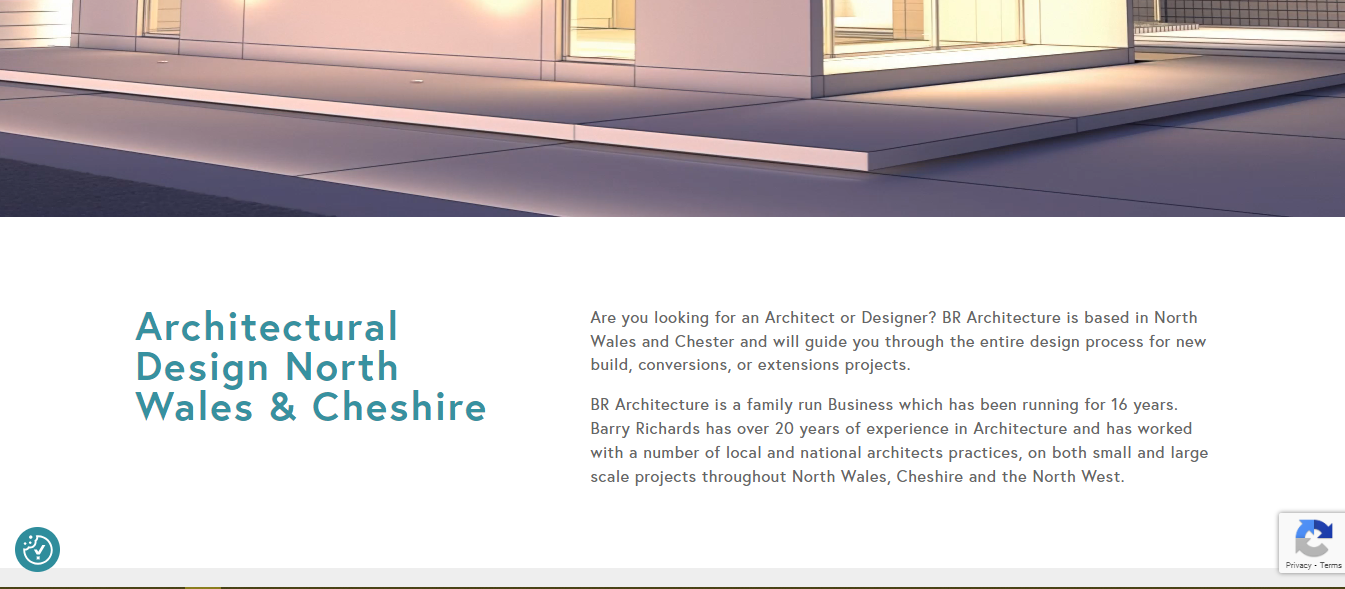 Architectural
Design North
Wales & Cheshire
Are you looking for an Architect or Designer? BR Architecture is based in North
Wales and Chester and will guide you through the entire design process for new
build, conversions, or extensions projects.
BR Architecture is a family run Business which has been running for 16 years.
Barry Richards has over 20 years of experience in Architecture and has worked
with a number of local and national architects practices, on both small and large
scale projects throughout North Wales, Cheshire and the North West.
Privacy - Terms